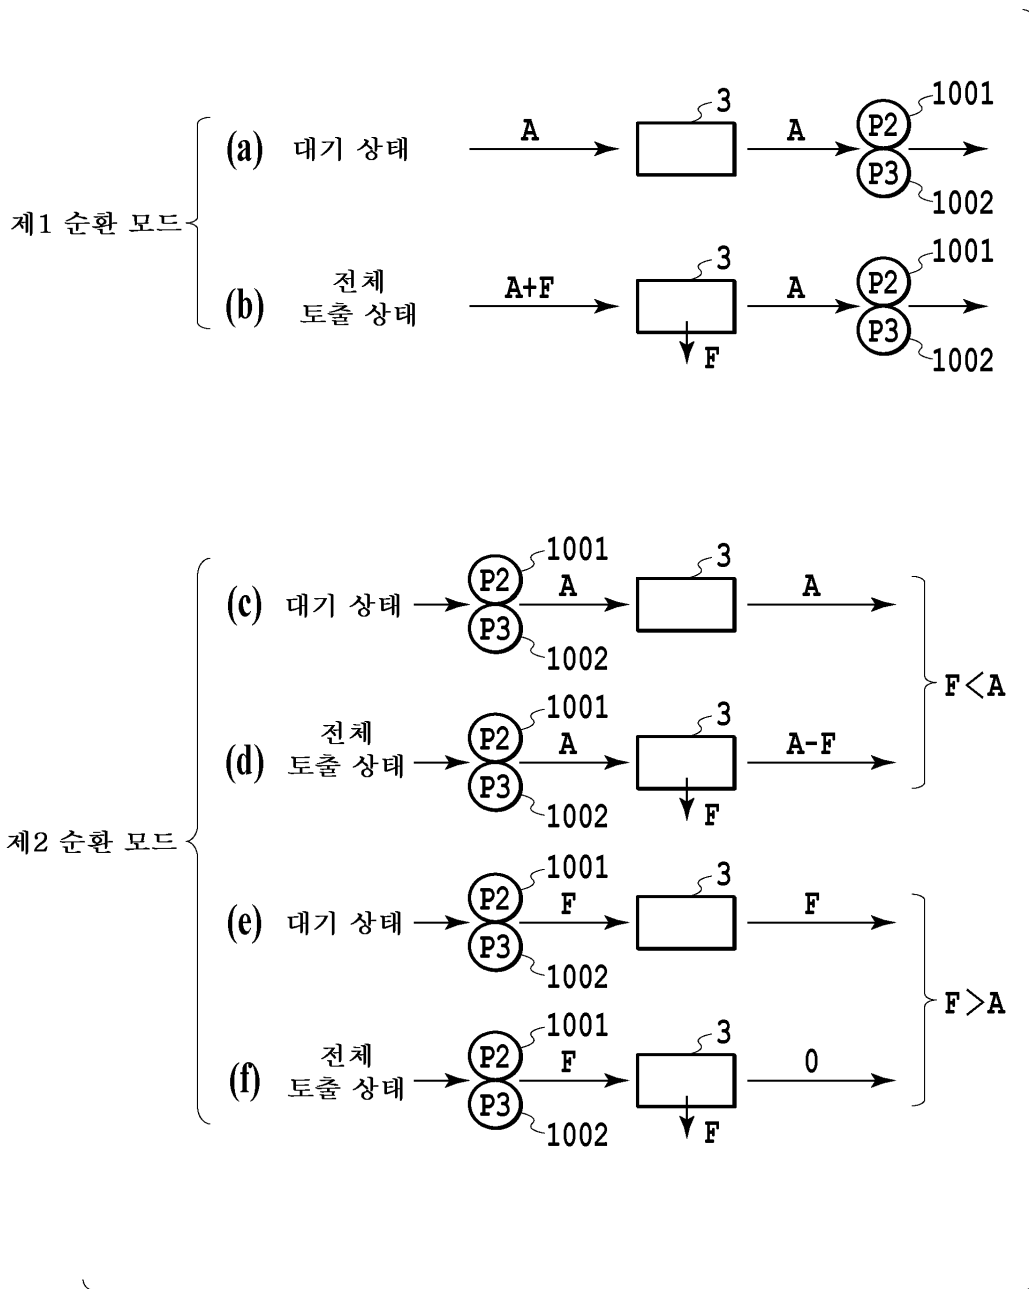 제1 순환 모드
(a) 대기 상태 A 3 A P2 1001
P3 1002
(b) 전체
토출 상태 A+F 3 A P2 1001
P3 1002
F
제2 순환 모드
(c) 대기 상태 P2 1001 A 3 A
P3 1002
(d) 전체
토출 상태 P2 1001 A 3 A-F
P3 1002
F
F<A
(e) 대기 상태 P2 1001 F 3 F
P3 1002
(f) 전체
토출 상태 P2 1001 F 3 0
P3 1002
F
F>A